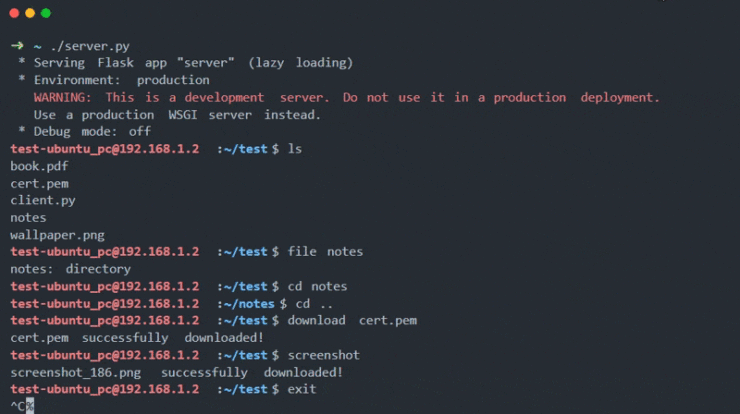 ➜ ~ ./server.py
* Serving Flask app "server" (lazy loading)
* Environment: production
WARNING: This is a development server. Do not use it in a production deployment.
Use a production WSGI server instead.
* Debug mode: off
test-ubuntu_pc@192.168.1.2 :~/test $ ls
book.pdf
cert.pem
client.py
notes
wallpaper.png
test-ubuntu_pc@192.168.1.2 :~/test $ file notes
notes: directory
test-ubuntu_pc@192.168.1.2 :~/test $ cd notes
test-ubuntu_pc@192.168.1.2 :~/notes $ cd ..
test-ubuntu_pc@192.168.1.2 :~/test $ download cert.pem
cert.pem successfully downloaded!
test-ubuntu_pc@192.168.1.2 :~/test $ screenshot
screenshot_186.png successfully downloaded!
test-ubuntu_pc@192.168.1.2 :~/test $ exit
^C%